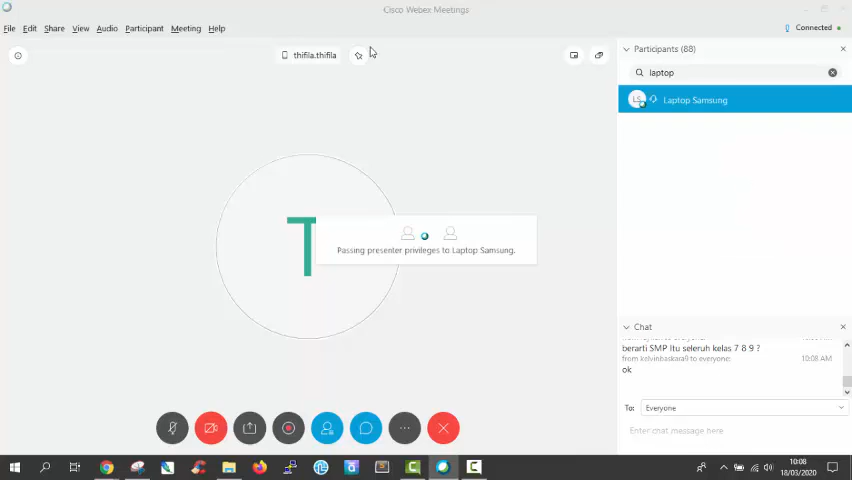 Cisco Webex Meetings
File Edit Share View Audio Participant Meeting Help
Connected
thifila.thifila
Participants (88)
laptop
LS
Laptop Samsung
T
Passing presenter privileges to Laptop Samsung.
Chat
berarti SMP Itu seluruh kelas 7 8 9 ?
from kelvinbaskara9 to everyone: 10:08 AM
ok
To: Everyone
Enter chat message here
10:08
18/03/2020